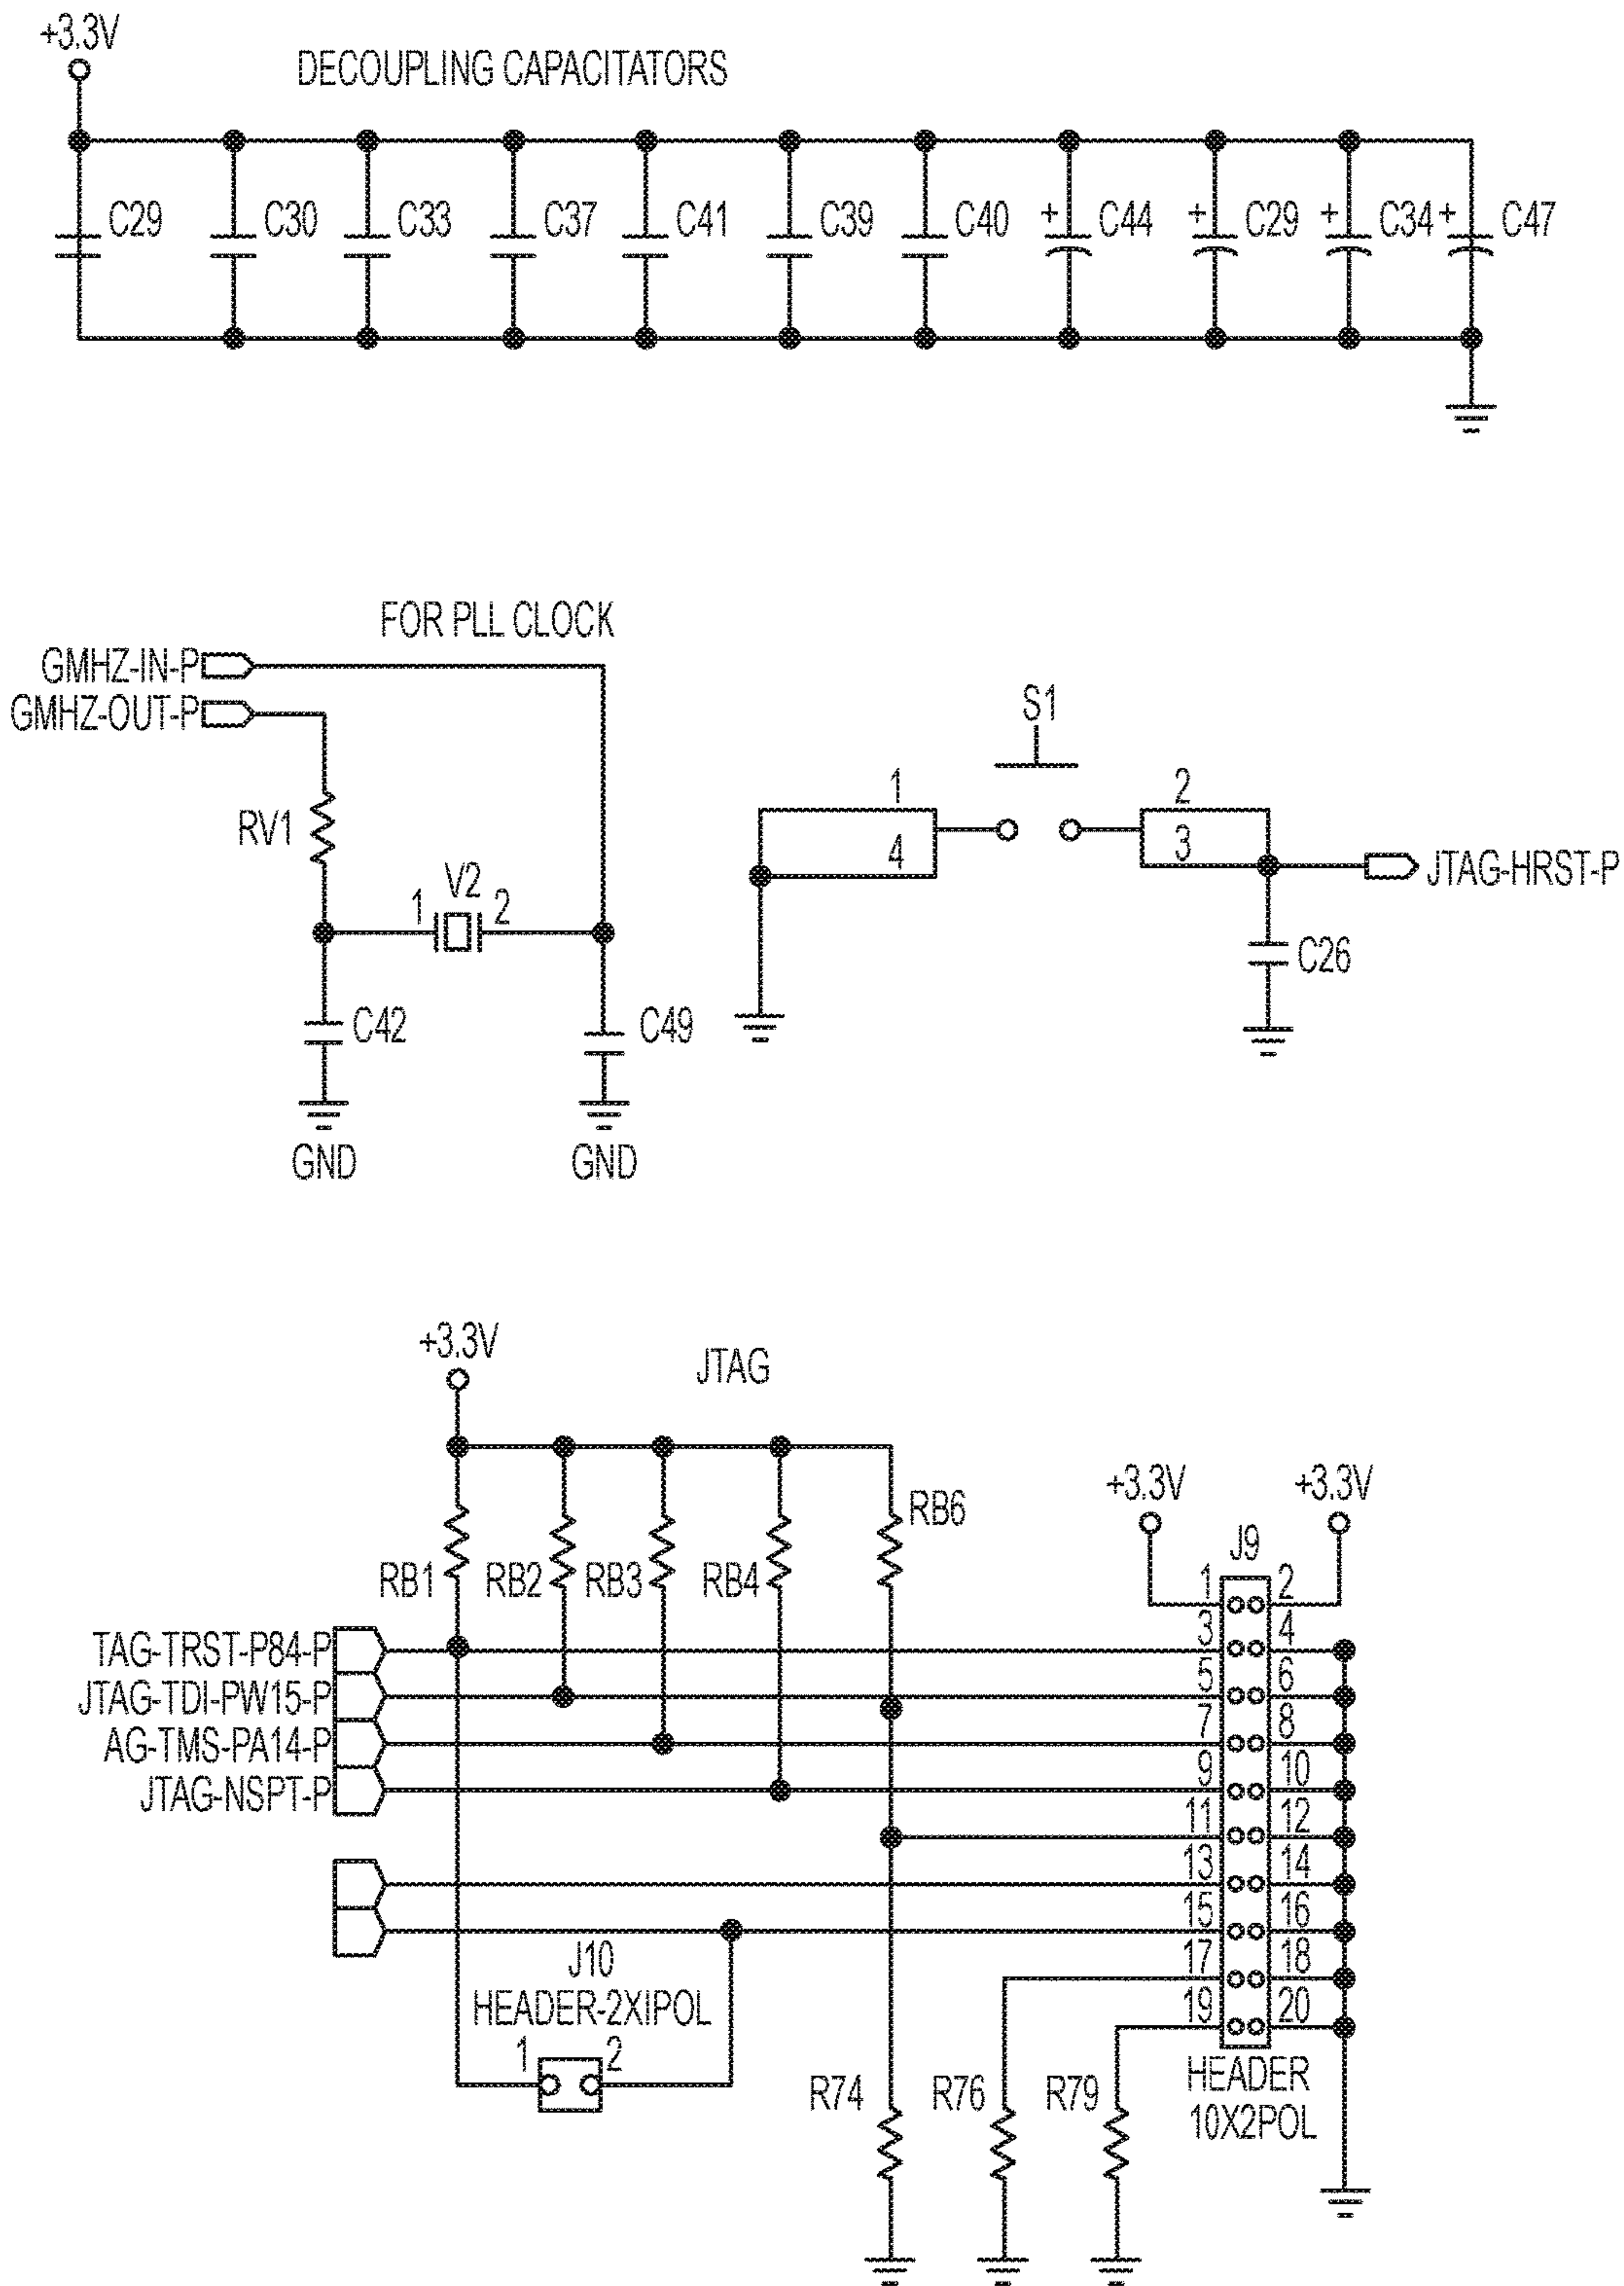 +3.3V
DECOUPLING CAPACITATORS
C29 C30 C33 C37 C41 C39 C40 + C44 + C29 + C34 + C47
FOR PLL CLOCK
GMHZ-IN-P
GMHZ-OUT-P
S1
RV1
1 2
4 3
JTAG-HRST-P
1 V2 2
C26
C42 C49
GND GND
+3.3V
JTAG
+3.3V +3.3V
RB6
J9
RB1 RB2 RB3 RB4
1 2
3 4
TAG-TRST-P84-P
5 6
JTAG-TDI-PW15-P
7 8
AG-TMS-PA14-P
9 10
JTAG-NSPT-P
11 12
13 14
15 16
J10
17 18
HEADER-2XIPOL
19 20
1 2
R74 R76 R79
HEADER
10X2POL